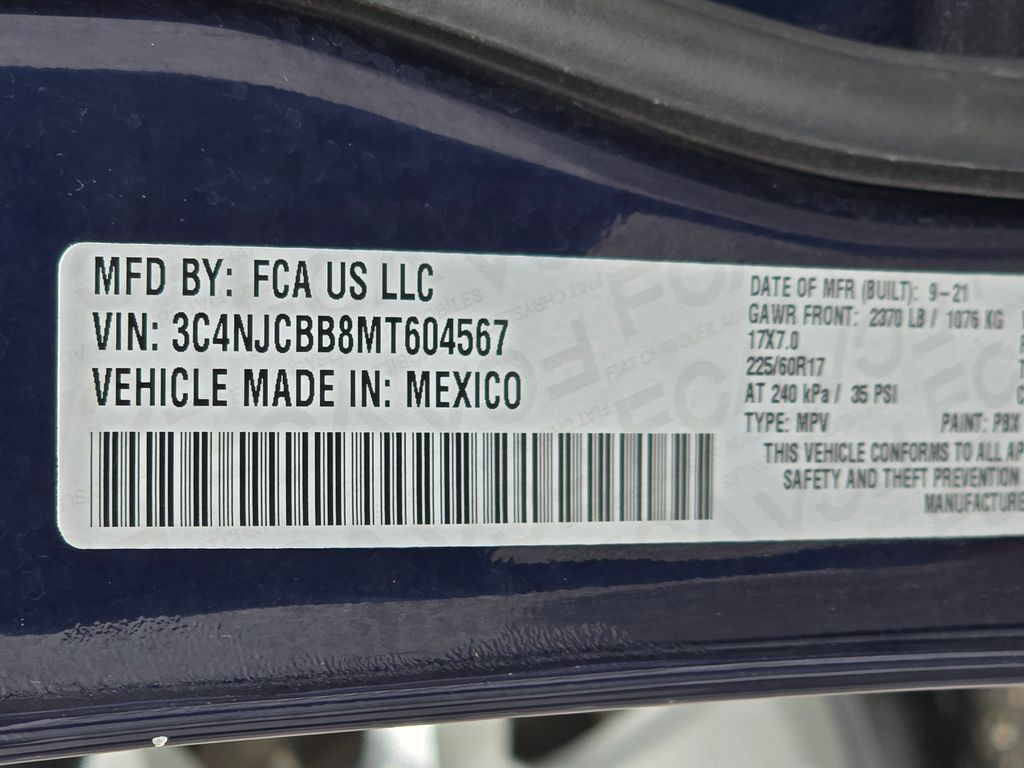 MFD BY: FCA US LLC
VIN: 3C4NJCBB8MT604567
VEHICLE MADE IN: MEXICO
DATE OF MFR (BUILT): 9-21
GAWR FRONT: 2370 LB / 1076 KG
17X7.0
225/60R17
AT 240 kPa / 35 PSI
TYPE: MPV PAINT: PBX
THIS VEHICLE CONFORMS TO ALL AP
SAFETY AND THEFT PREVENTION
MANUFACTURE